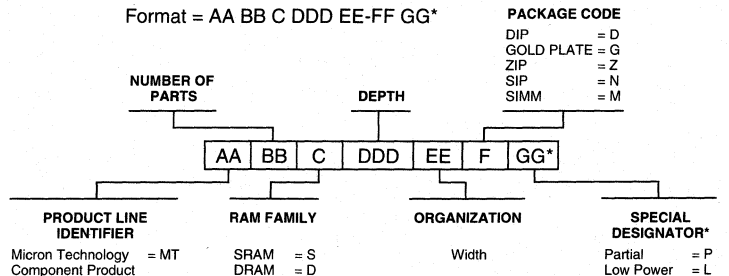 Format = AA BB C DDD EE-FF GG*
PACKAGE CODE
DIP = D
GOLD PLATE = G
ZIP = Z
SIP = N
SIMM = M
NUMBER OF
PARTS
DEPTH
AA BB C DDD EE F GG*
PRODUCT LINE
IDENTIFIER
Micron Technology = MT
Component Product
RAM FAMILY
SRAM = S
DRAM = D
ORGANIZATION
Width
SPECIAL
DESIGNATOR*
Partial = P
Low Power = L